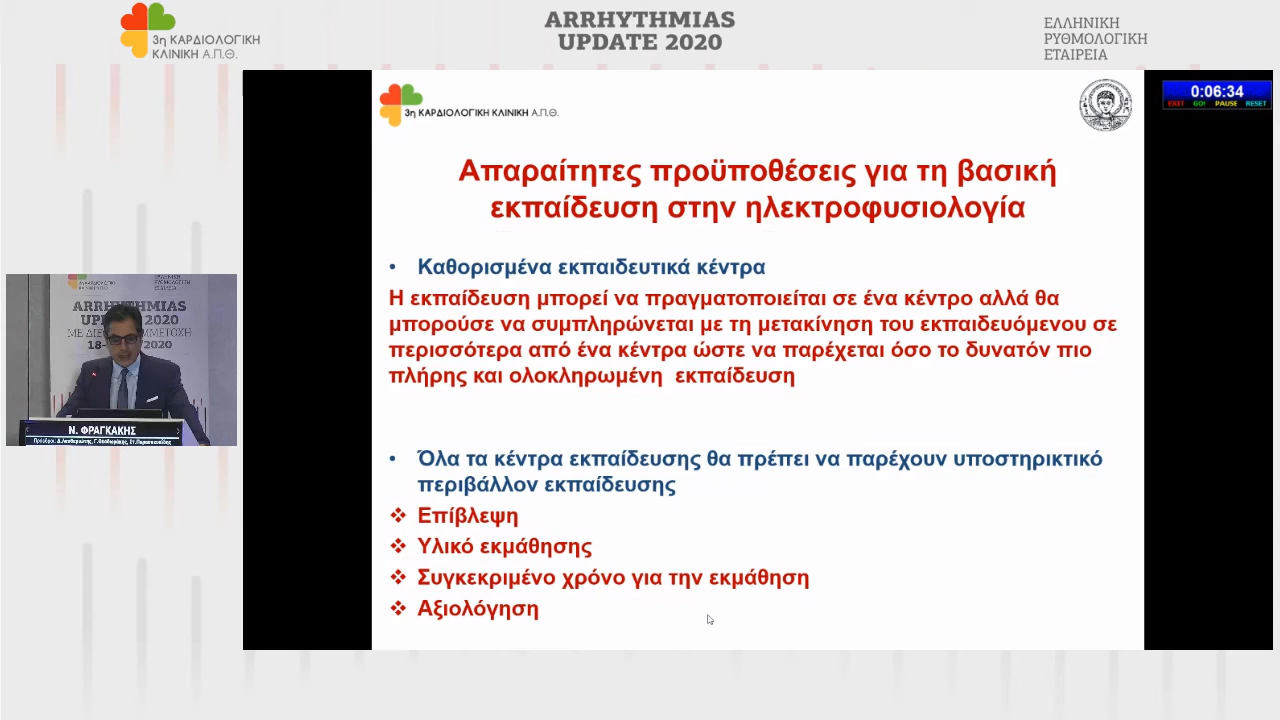 3η ΚΑΡΔΙΟΛΟΓΙΚΗ
ΚΛΙΝΙΚΗ Α.Π.Θ.
ARRHYTHMIAS
UPDATE 2020
ΕΛΛΗΝΙΚΗ
ΡΥΘΜΟΛΟΓΙΚΗ
ΕΤΑΙΡΕΙΑ
3η ΚΑΡΔΙΟΛΟΓΙΚΗ ΚΛΙΝΙΚΗ Α.Π.Θ.
0:06:34
EXIT GO! PAUSE RESET
Απαραίτητες προϋποθέσεις για τη βασική
εκπαίδευση στην ηλεκτροφυσιολογία
• Καθορισμένα εκπαιδευτικά κέντρα
Η εκπαίδευση μπορεί να πραγματοποιείται σε ένα κέντρο αλλά θα
μπορούσε να συμπληρώνεται με τη μετακίνηση του εκπαιδευόμενου σε
περισσότερα από ένα κέντρα ώστε να παρέχεται όσο το δυνατόν πιο
πλήρης και ολοκληρωμένη εκπαίδευση
• Όλα τα κέντρα εκπαίδευσης θα πρέπει να παρέχουν υποστηρικτικό
περιβάλλον εκπαίδευσης
❖ Επίβλεψη
❖ Υλικό εκμάθησης
❖ Συγκεκριμένο χρόνο για την εκμάθηση
❖ Αξιολόγηση
ARRHYTHMIAS
2020
18-
/2020
Ν. ΦΡΑΓΚΑΚΗΣ